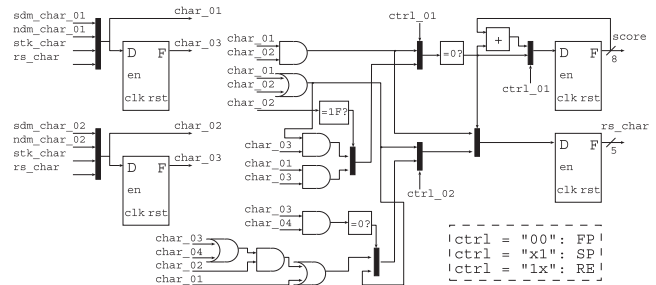 sdm_char_01
ndm_char_01
stk_char
rs_char
char_01
D F
en
clk rst
char_03
sdm_char_02
ndm_char_02
stk_char
rs_char
char_02
D F
en
clk rst
char_03
char_01
char_02
char_01
char_02
char_02
=1F?
char_03
char_01
char_03
char_03
char_04
=0?
char_03
char_04
char_02
char_01
ctrl_01
=0?
+
ctrl_01
ctrl_02
D F
en
clk rst
score
8
D F
en
clk rst
rs_char
5
ctrl = "00": FP
ctrl = "x1": SP
ctrl = "1x": RE